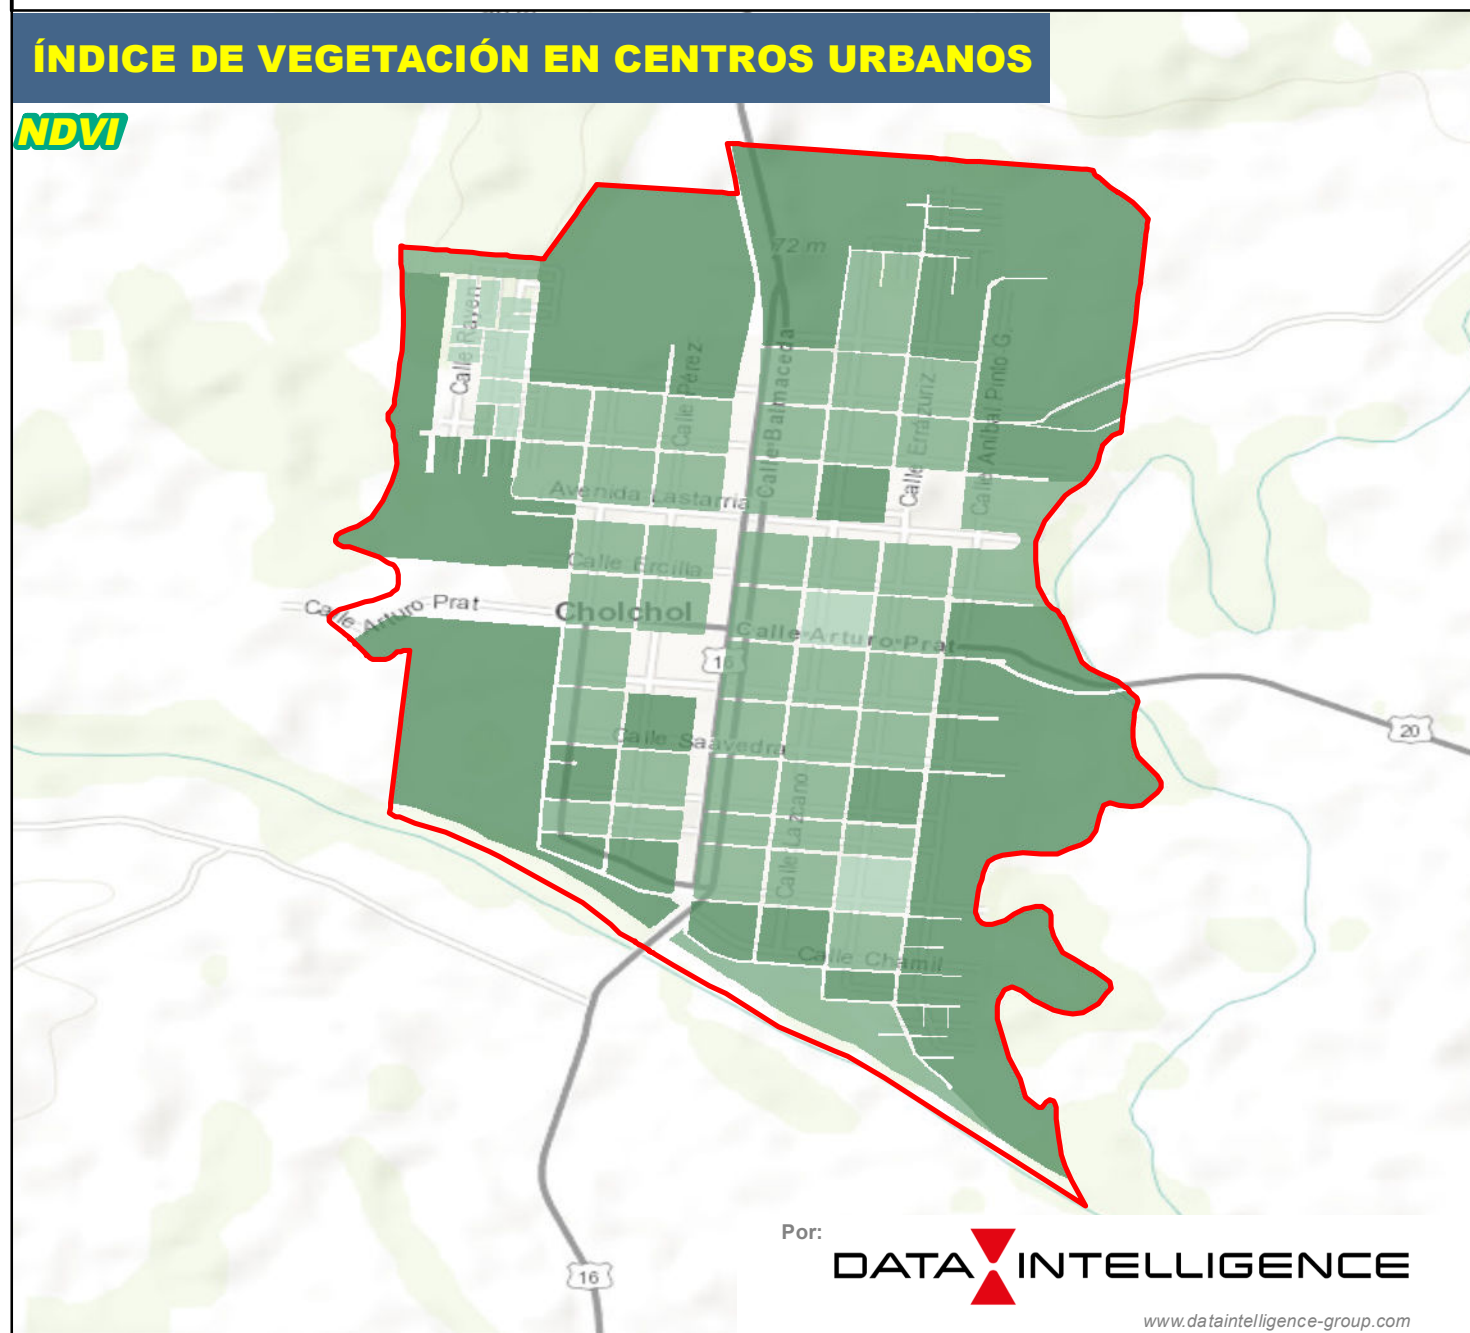 ÍNDICE DE VEGETACIÓN EN CENTROS URBANOS
NDVI
72 m
Calle Rayen
Calle Pérez
Calle Balmaceda
Calle Errázuriz
Calle Aníbal Pinto G.
Avenida Lastarria
Calle Ercilla
Cholchol
Calle Arturo Prat
Calle Arturo Prat
16
20
Calle Saavedra
Calle Lazcano
Calle Chamil
16
Por:
DATA INTELLIGENCE
www.dataintelligence-group.com